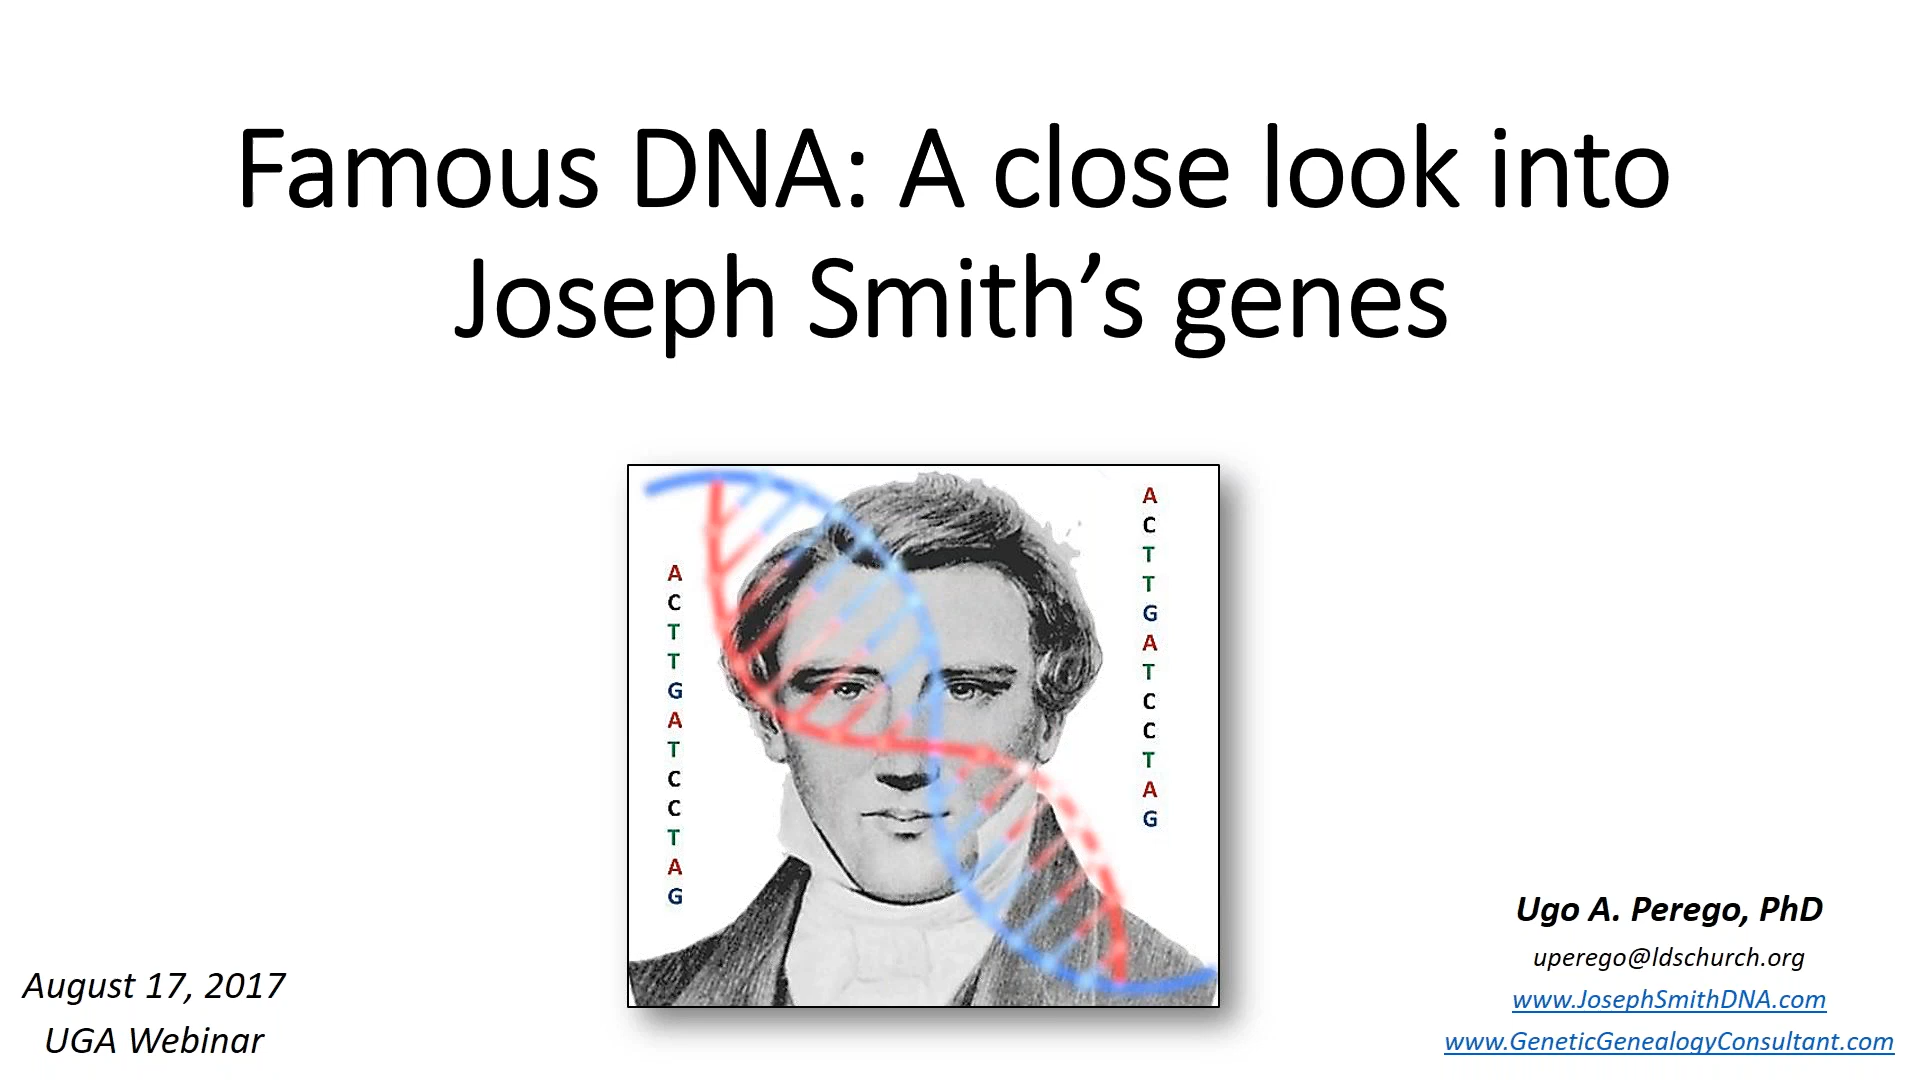 Famous DNA: A close look into
Joseph Smith’s genes
A
C
T
T
G
A
T
C
C
T
A
G
A
C
T
T
G
A
T
C
C
T
A
G
August 17, 2017
UGA Webinar
Ugo A. Perego, PhD
uperego@ldschurch.org
www.JosephSmithDNA.com
www.GeneticGenealogyConsultant.com